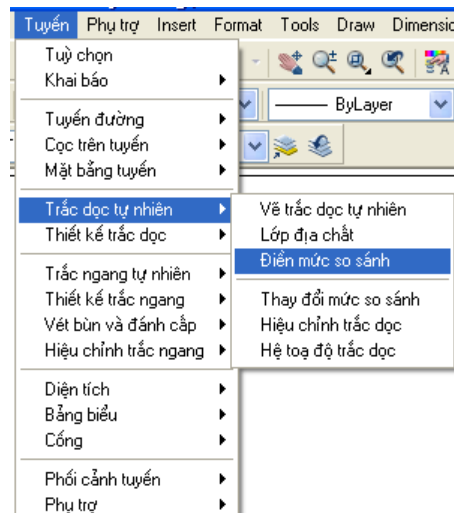 Tuyến Phụ trợ Insert Format Tools Draw Dimensio
Tuỳ chọn
Khai báo
ByLayer
Tuyến đường
Cọc trên tuyến
Mặt bằng tuyến
Trắc dọc tự nhiên
Vẽ trắc dọc tự nhiên
Thiết kế trắc dọc
Lớp địa chất
Điền mức so sánh
Trắc ngang tự nhiên
Thay đổi mức so sánh
Thiết kế trắc ngang
Hiệu chỉnh trắc dọc
Vét bùn và đánh cấp
Hệ toạ độ trắc dọc
Hiệu chỉnh trắc ngang
Diện tích
Bảng biểu
Cống
Phối cảnh tuyến
Phụ trợ